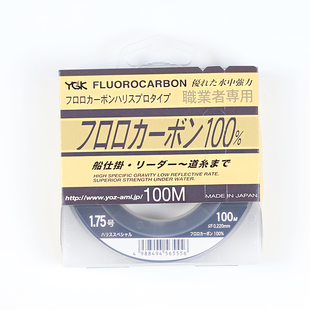 YGK FLUOROCARBON 優れた水中強力
フロロカーボンハリスプロタイプ 職業者専用
フロロカーボン100%
船仕掛・リーダー〜道糸まで
HIGH SPECIFIC GRAVITY LOW REFLECTIVE RATE.
SUPERIOR STRENGTH UNDER WATER.
http://www.yoz-ami.jp/ 100M MADE IN JAPAN
1.75号 100M
ハリススペシャル フロロカーボン100%